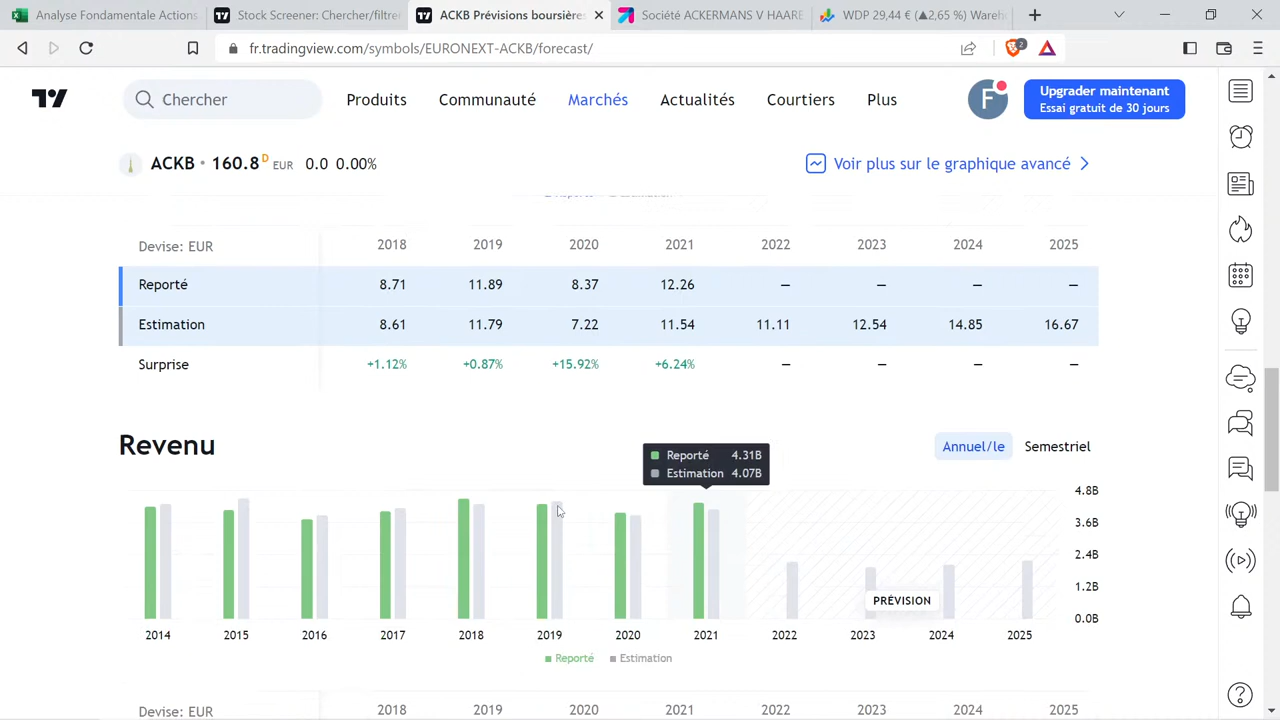 Analyse Fondamental
ctions
Stock Screener: Chercher/filtrer
ACKB Prévisions boursières
Société ACKERMANS V HAARE
WDP 29,44 € (▲2,65 %) Wareh
fr.tradingview.com/symbols/EURONEXT-ACKB/forecast/
2
Chercher
Produits
Communauté
Marchés
Actualités
Courtiers
Plus
F
Upgrader maintenant
Essai gratuit de 30 jours
ACKB • 160.8 D EUR 0.0 0.00%
Voir plus sur le graphique avancé
Devise: EUR 2018 2019 2020 2021 2022 2023 2024 2025
Reporté 8.71 11.89 8.37 12.26 — — — —
Estimation 8.61 11.79 7.22 11.54 11.11 12.54 14.85 16.67
Surprise +1.12% +0.87% +15.92% +6.24% — — — —
Revenu
Annuel/le
Semestriel
Reporté 4.31B
Estimation 4.07B
4.8B
3.6B
2.4B
1.2B
0.0B
PRÉVISION
2014 2015 2016 2017 2018 2019 2020 2021 2022 2023 2024 2025
Reporté Estimation
Devise: EUR 2018 2019 2020 2021 2022 2023 2024 2025